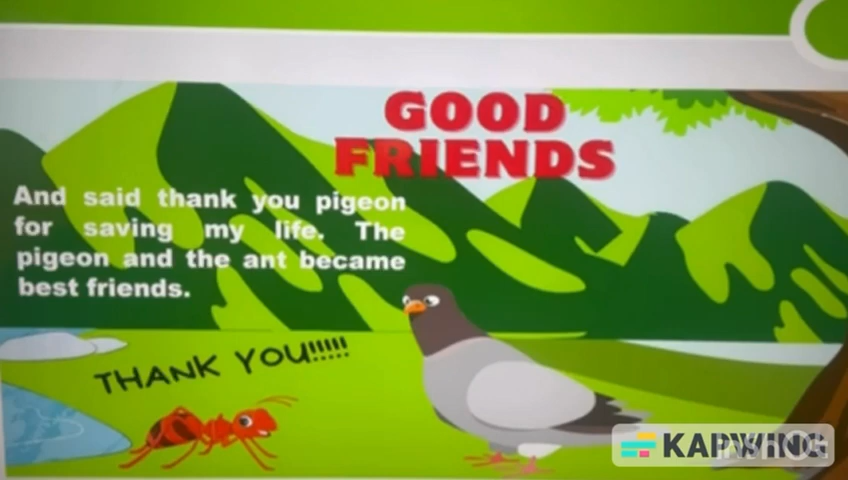 GOOD
FRIENDS
And said thank you pigeon
for saving my life. The
pigeon and the ant became
best friends.
THANK YOU!!!!!
KAPWING